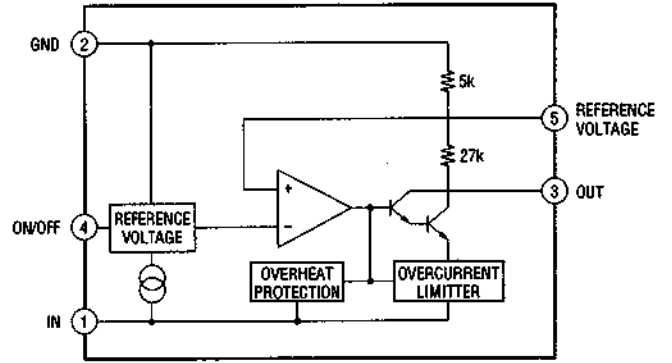 GND 2
5k
5 REFERENCE
VOLTAGE
27k
+
3 OUT
ON/OFF 4
REFERENCE
VOLTAGE
−
OVERHEAT
PROTECTION
OVERCURRENT
LIMITTER
IN 1